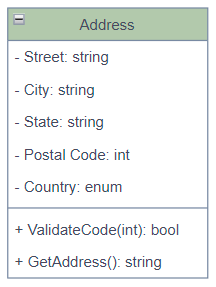 Address
- Street: string
- City: string
- State: string
- Postal Code: int
- Country: enum
+ ValidateCode(int): bool
+ GetAddress(): string